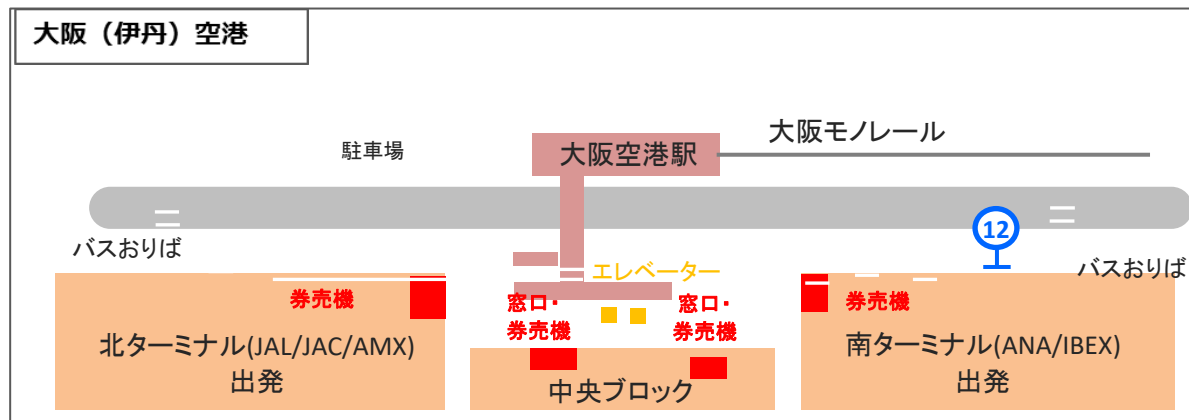 大阪（伊丹）空港
大阪モノレール
駐車場
大阪空港駅
12
バスおりば
バスおりば
エレベーター
券売機
窓口・
券売機
窓口・
券売機
券売機
北ターミナル(JAL/JAC/AMX)
出発
中央ブロック
南ターミナル(ANA/IBEX)
出発